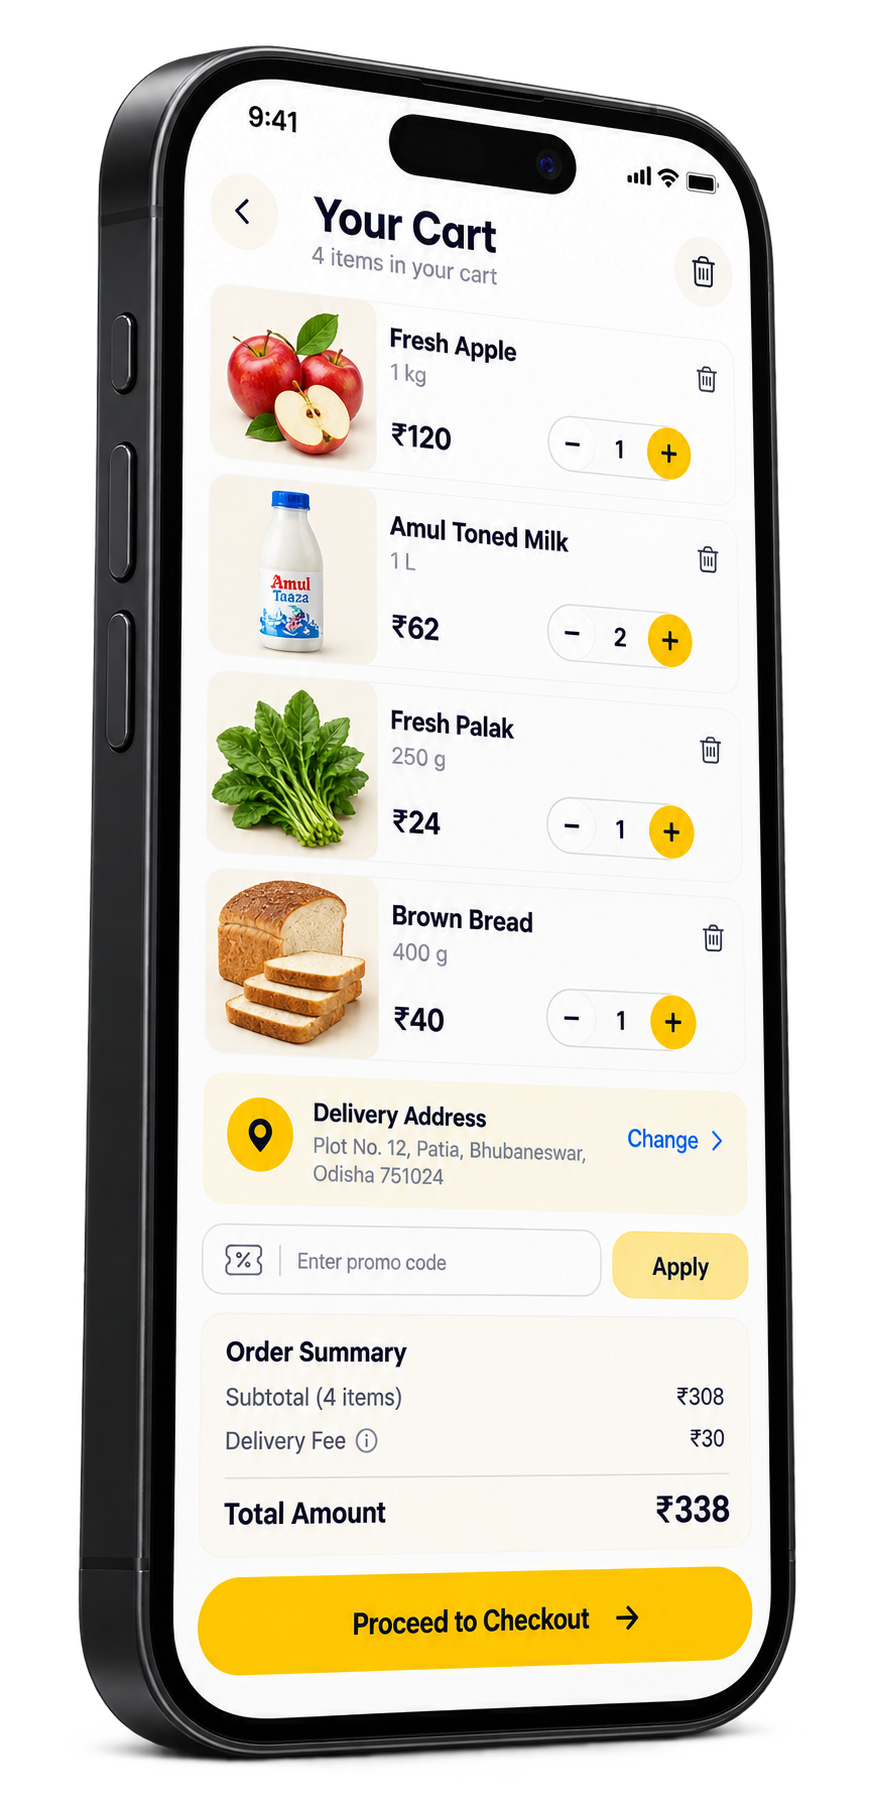 9:41
Your Cart
4 items in your cart
Fresh Apple
1 kg
₹120
− 1 +
Amul
Taaza
Amul Toned Milk
1 L
₹62
− 2 +
Fresh Palak
250 g
₹24
− 1 +
Brown Bread
400 g
₹40
− 1 +
Delivery Address
Plot No. 12, Patia, Bhubaneswar,
Odisha 751024
Change >
% Enter promo code
Apply
Order Summary
Subtotal (4 items) ₹308
Delivery Fee ⓘ ₹30
Total Amount ₹338
Proceed to Checkout →